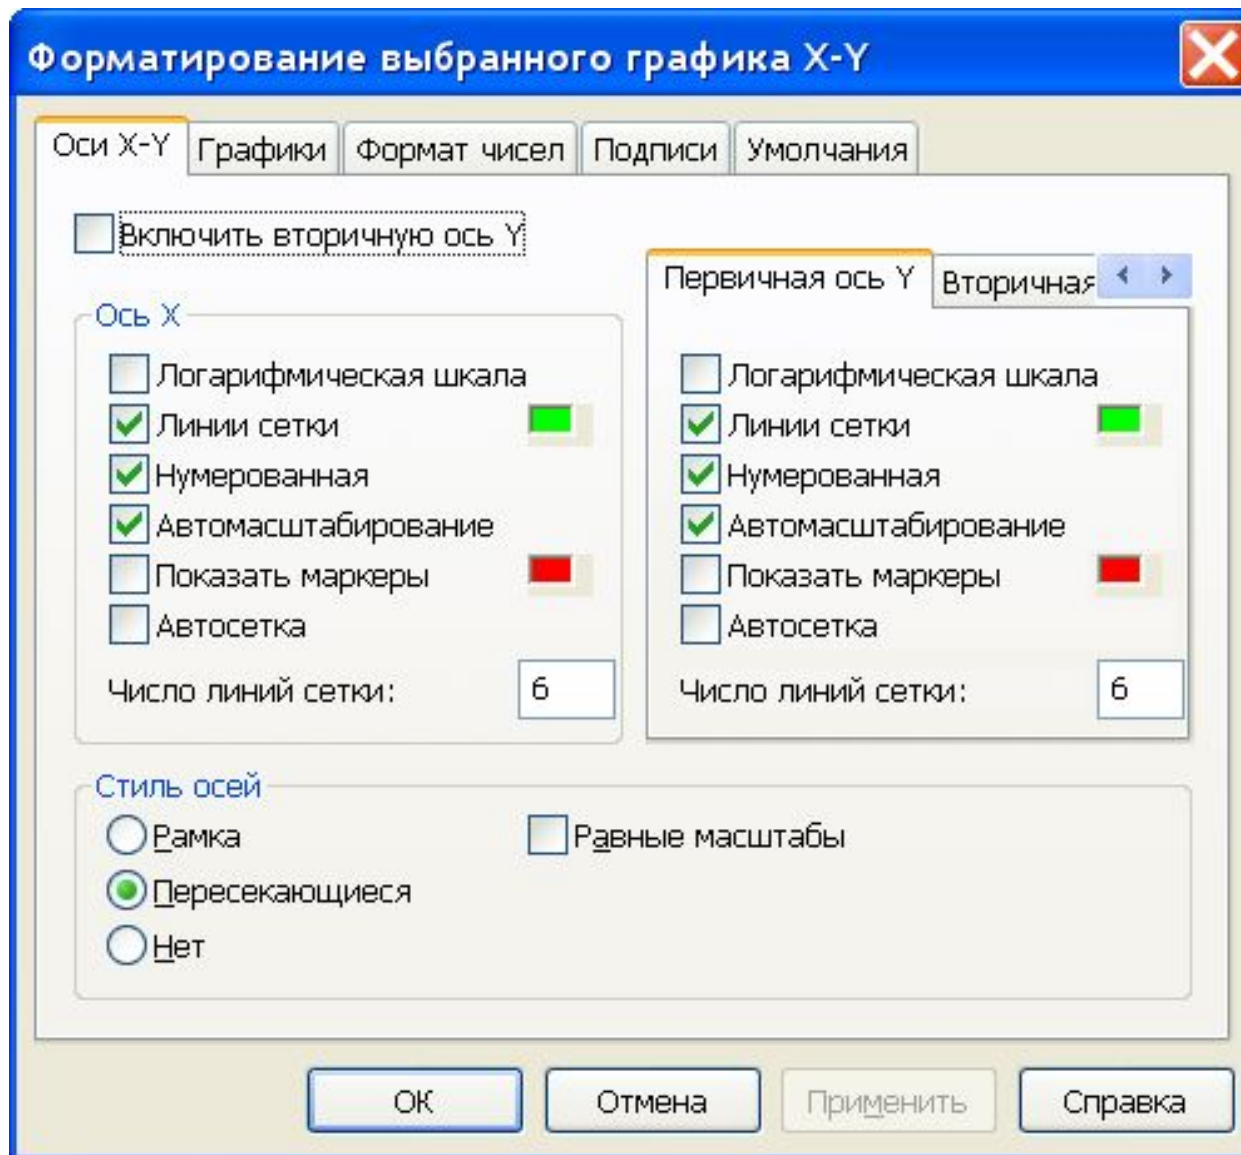 Форматирование выбранного графика X-Y
Оси X-Y
Графики
Формат чисел
Подписи
Умолчания
Включить вторичную ось Y
Ось X
Логарифмическая шкала
Линии сетки
Нумерованная
Автомасштабирование
Показать маркеры
Автосетка
Число линий сетки: 6
Первичная ось Y
Вторичная
Логарифмическая шкала
Линии сетки
Нумерованная
Автомасштабирование
Показать маркеры
Автосетка
Число линий сетки: 6
Стиль осей
Рамка
Равные масштабы
Пересекающиеся
Нет
ОК
Отмена
Применить
Справка